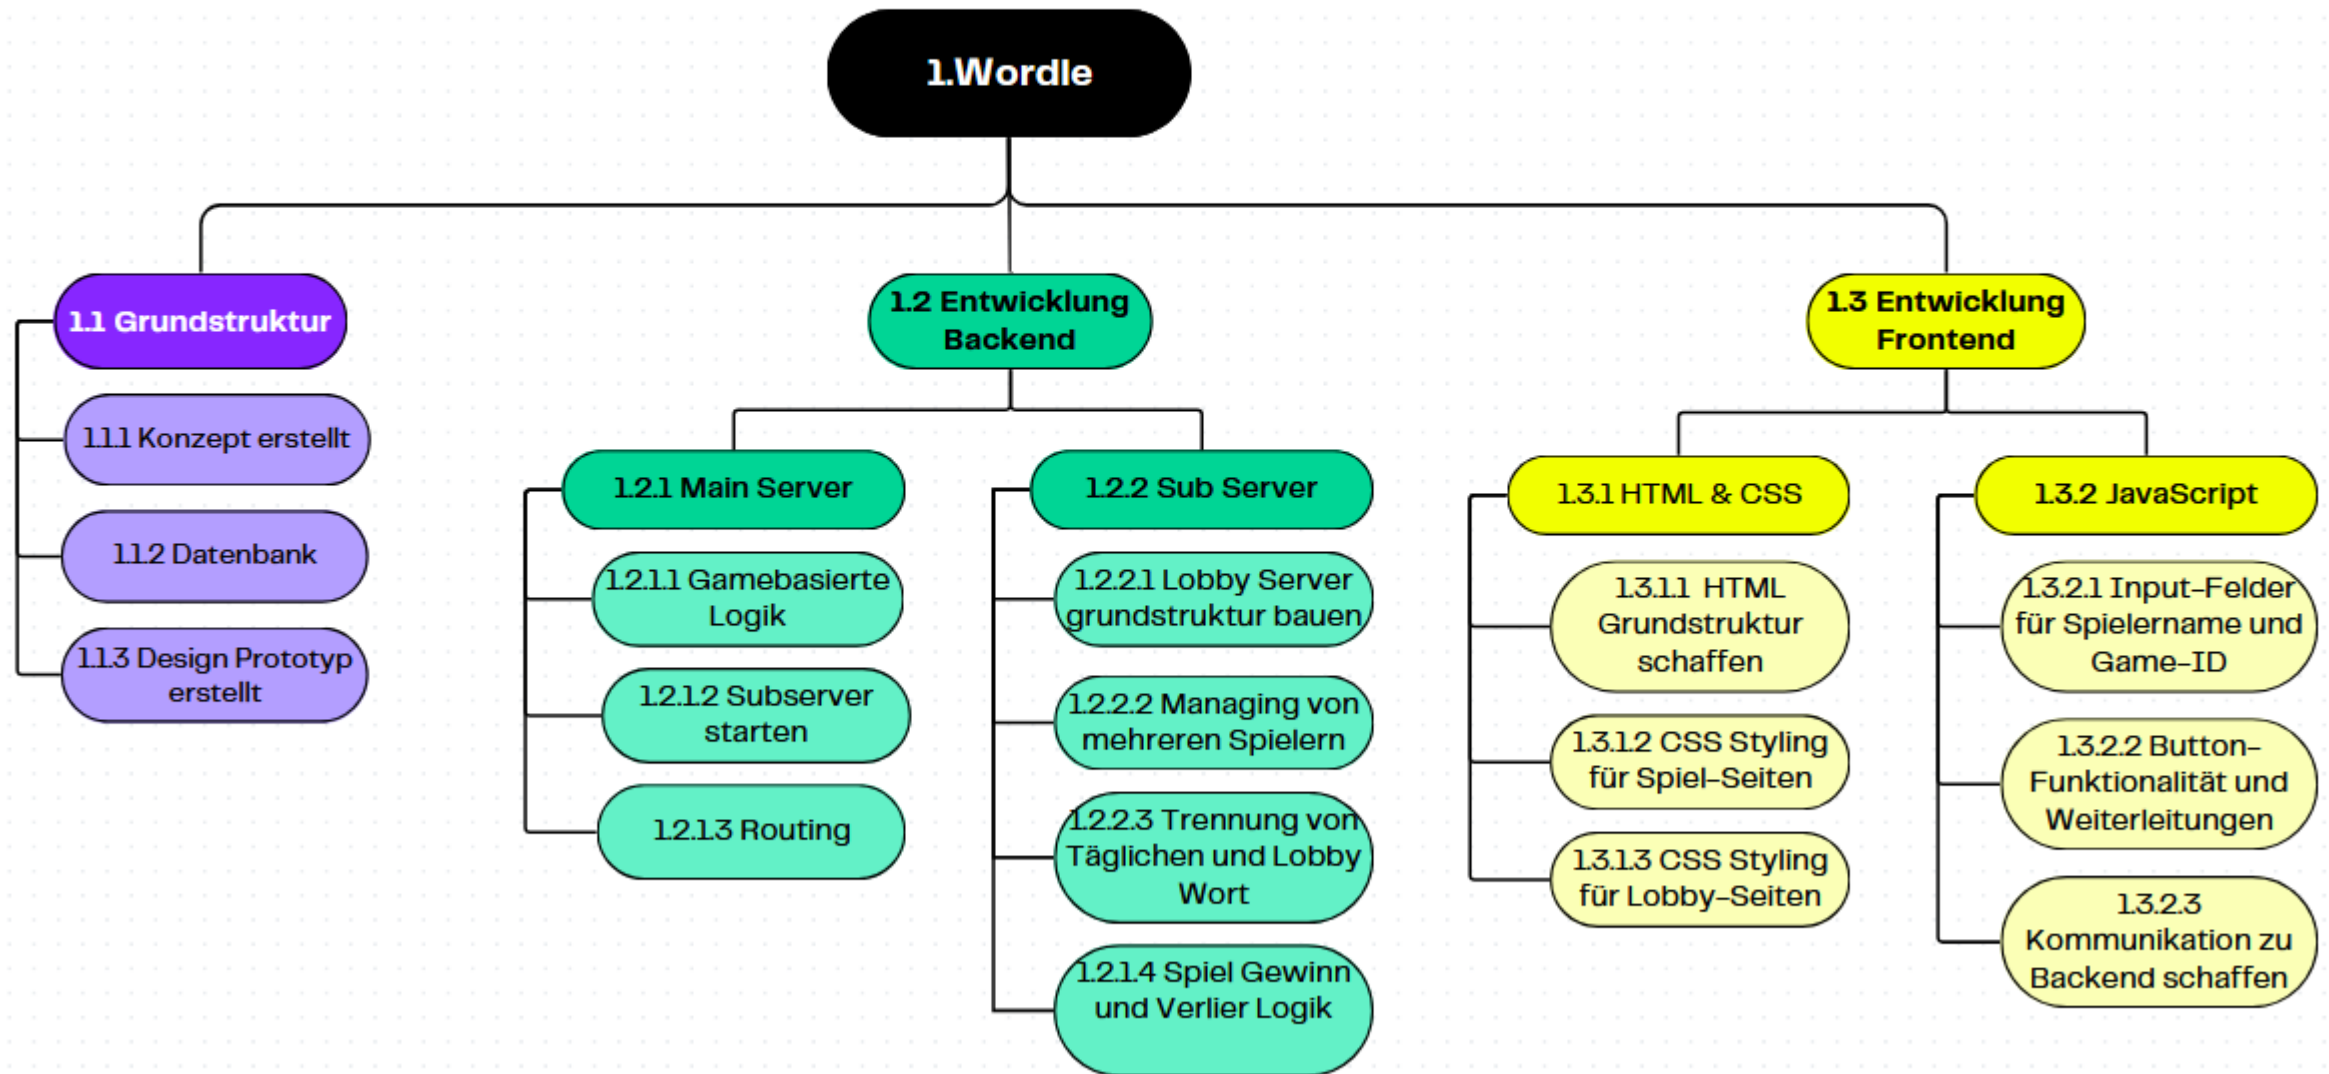 1.Wordle
1.1 Grundstruktur
1.1.1 Konzept erstellt
1.1.2 Datenbank
1.1.3 Design Prototyp
erstellt
1.2 Entwicklung
Backend
1.2.1 Main Server
1.2.1.1 Gamebasierte
Logik
1.2.1.2 Subserver
starten
1.2.1.3 Routing
1.2.2 Sub Server
1.2.2.1 Lobby Server
grundstruktur bauen
1.2.2.2 Managing von
mehreren Spielern
1.2.2.3 Trennung von
Täglichen und Lobby
Wort
1.2.1.4 Spiel Gewinn
und Verlier Logik
1.3 Entwicklung
Frontend
1.3.1 HTML & CSS
1.3.1.1 HTML
Grundstruktur
schaffen
1.3.1.2 CSS Styling
für Spiel-Seiten
1.3.1.3 CSS Styling
für Lobby-Seiten
1.3.2 JavaScript
1.3.2.1 Input-Felder
für Spielername und
Game-ID
1.3.2.2 Button-
Funktionalität und
Weiterleitungen
1.3.2.3
Kommunikation zu
Backend schaffen